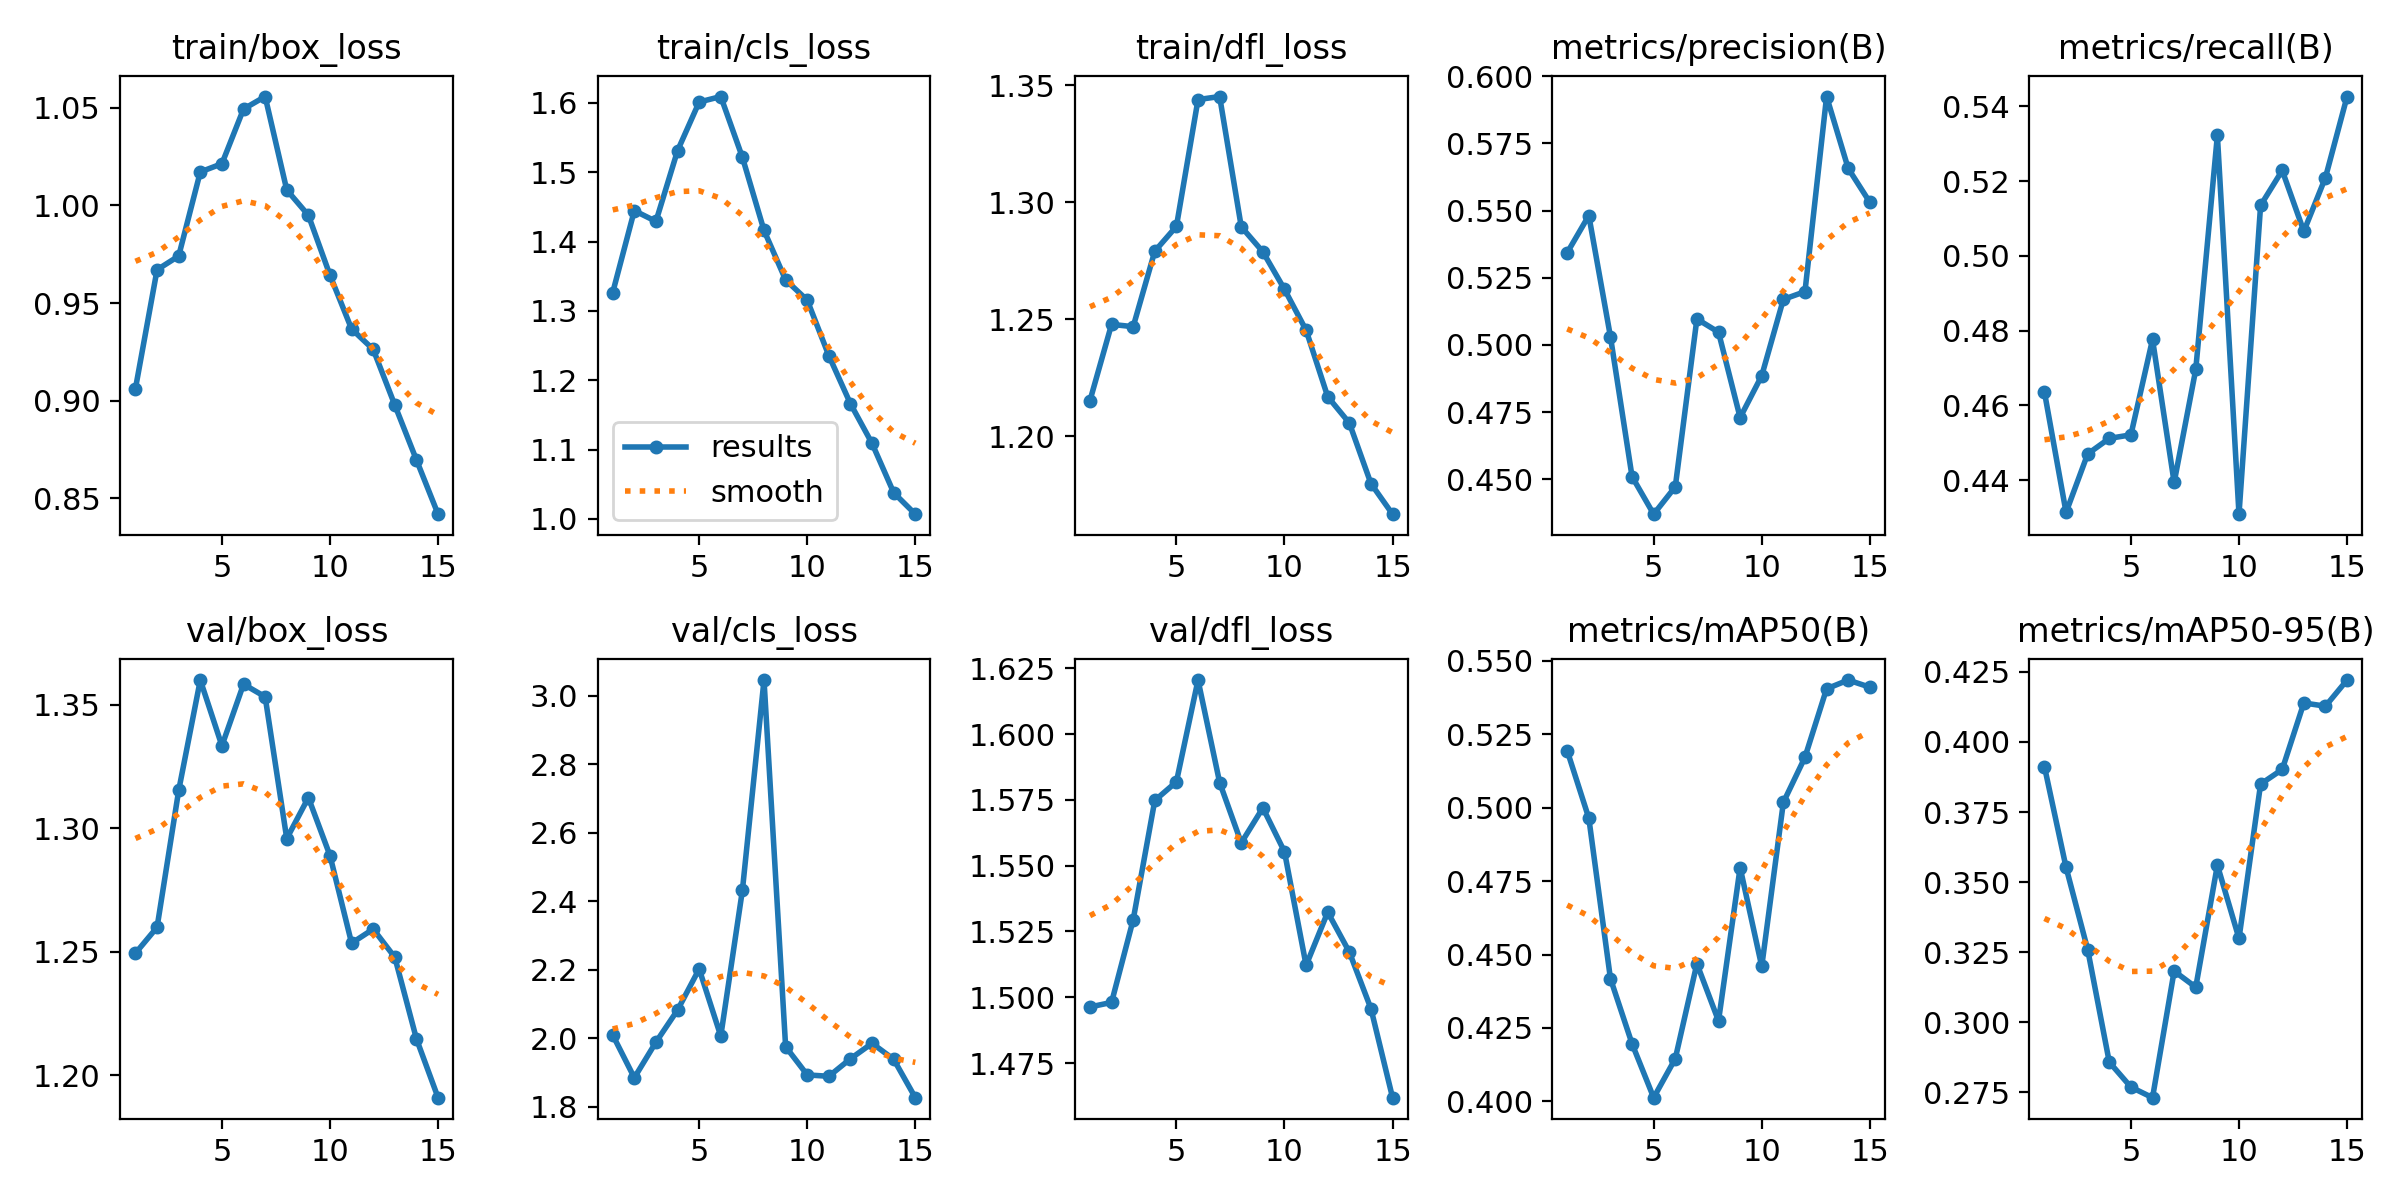 train/box_loss
1.05
1.00
0.95
0.90
0.85
5 10 15
train/cls_loss
1.6
1.5
1.4
1.3
1.2
1.1
1.0
results
smooth
5 10 15
train/dfl_loss
1.35
1.30
1.25
1.20
5 10 15
metrics/precision(B)
0.600
0.575
0.550
0.525
0.500
0.475
0.450
5 10 15
metrics/recall(B)
0.54
0.52
0.50
0.48
0.46
0.44
5 10 15
val/box_loss
1.35
1.30
1.25
1.20
5 10 15
val/cls_loss
3.0
2.8
2.6
2.4
2.2
2.0
1.8
5 10 15
val/dfl_loss
1.625
1.600
1.575
1.550
1.525
1.500
1.475
5 10 15
metrics/mAP50(B)
0.550
0.525
0.500
0.475
0.450
0.425
0.400
5 10 15
metrics/mAP50-95(B)
0.425
0.400
0.375
0.350
0.325
0.300
0.275
5 10 15